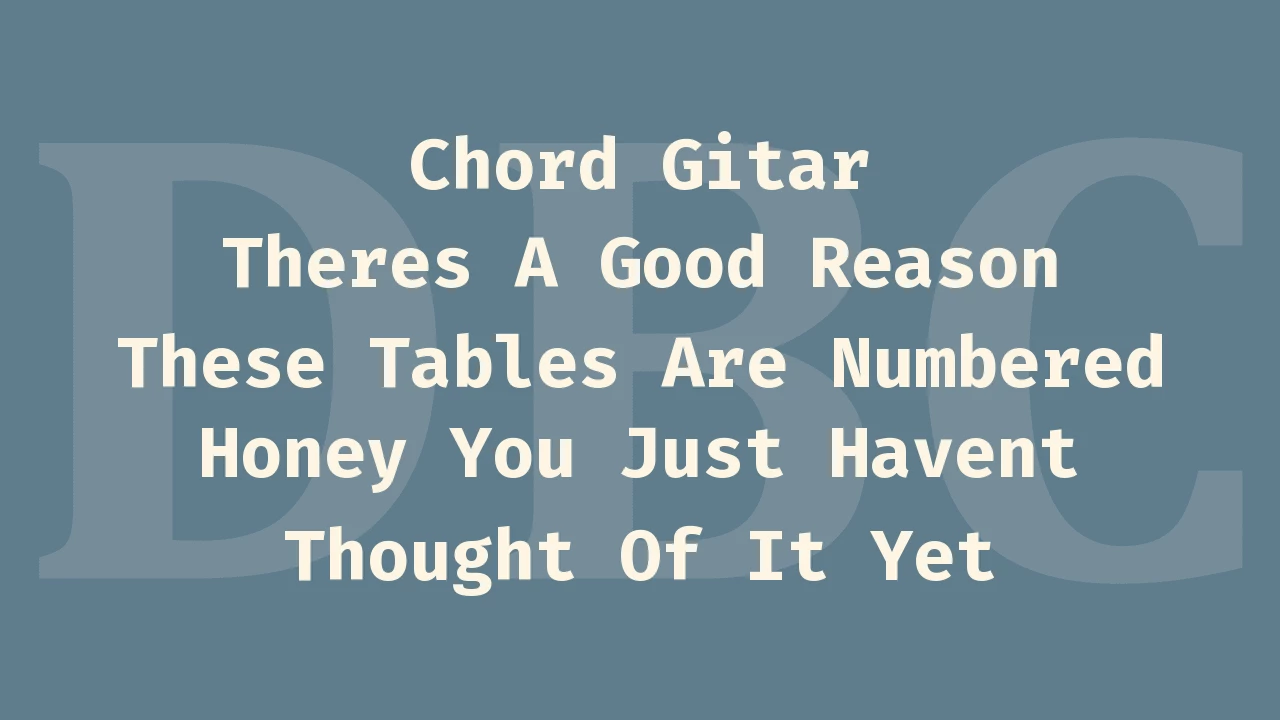 DBC
Chord Gitar
Theres A Good Reason
These Tables Are Numbered
Honey You Just Havent
Thought Of It Yet